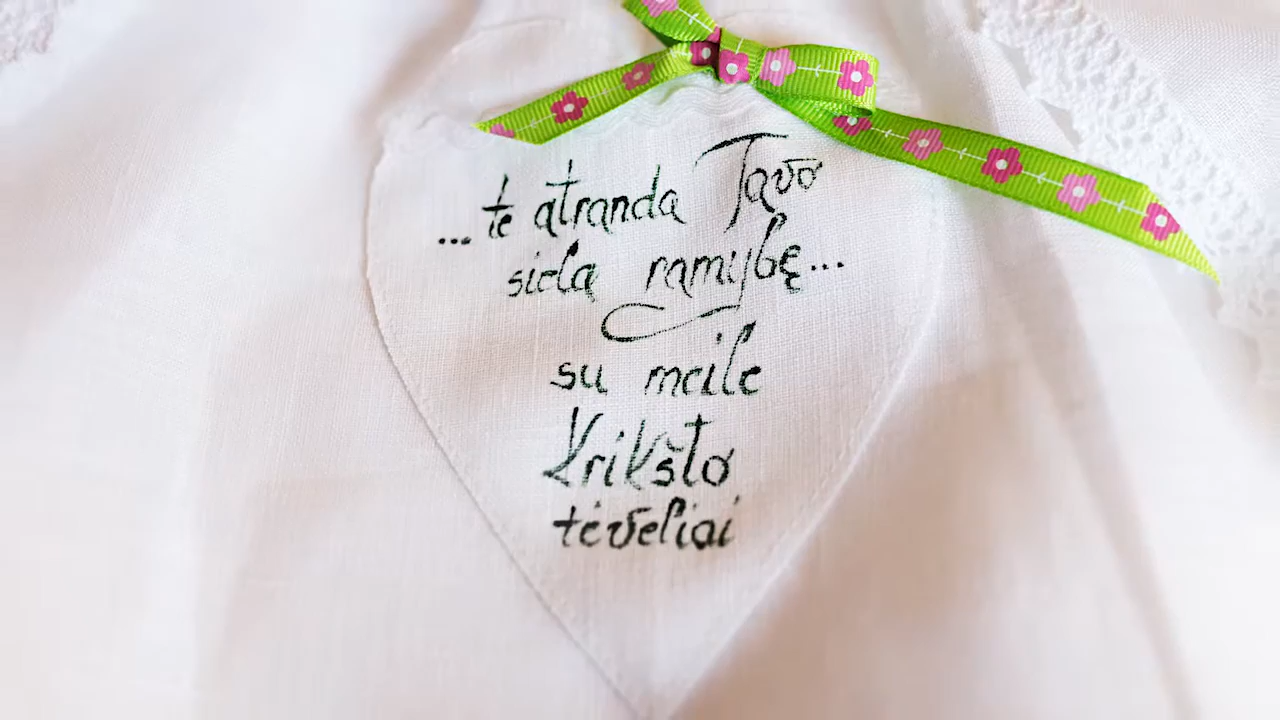 ...te atranda Tavo
siela ramybę...
su meile
Krikšto
tėveliai